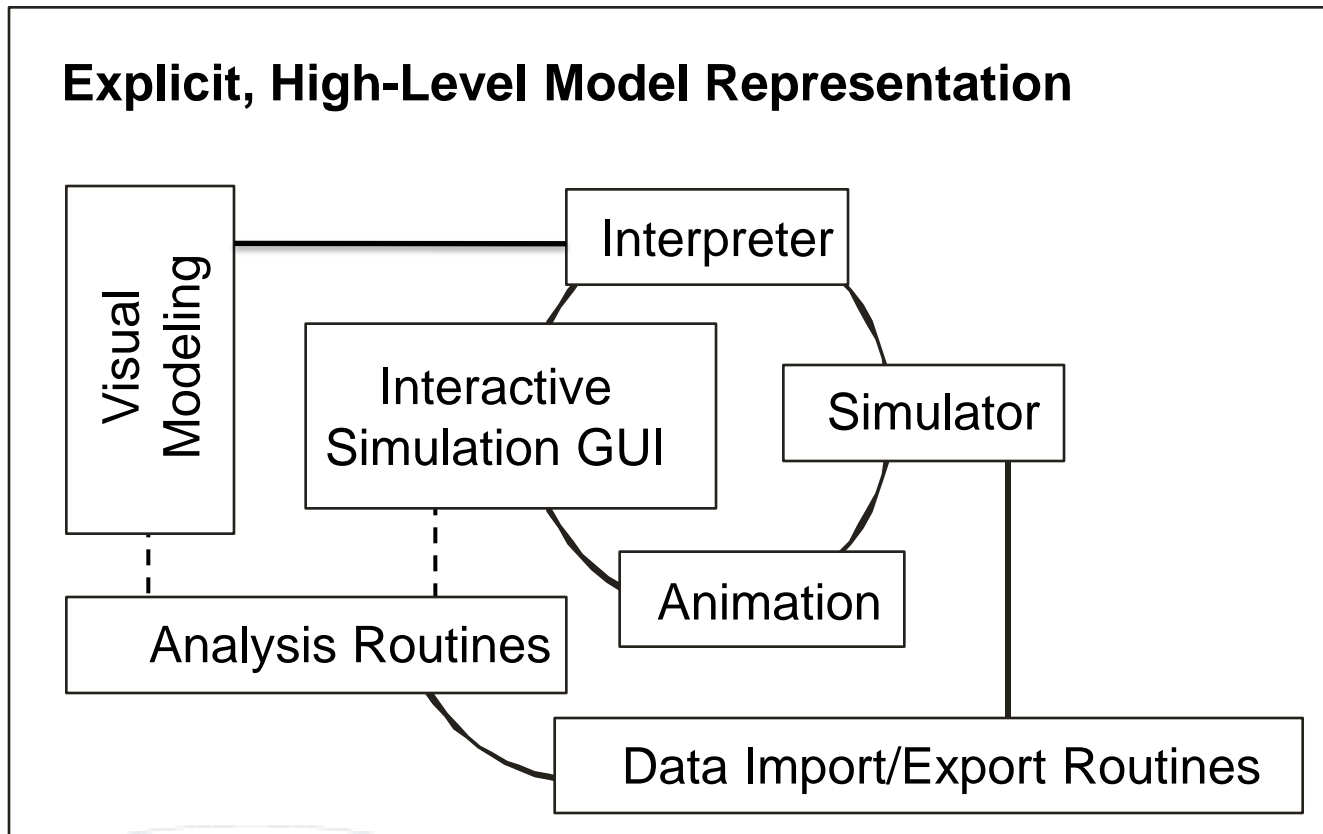 Explicit, High-Level Model Representation
Visual
Modeling
Interpreter
Interactive
Simulation GUI
Simulator
Animation
Analysis Routines
Data Import/Export Routines